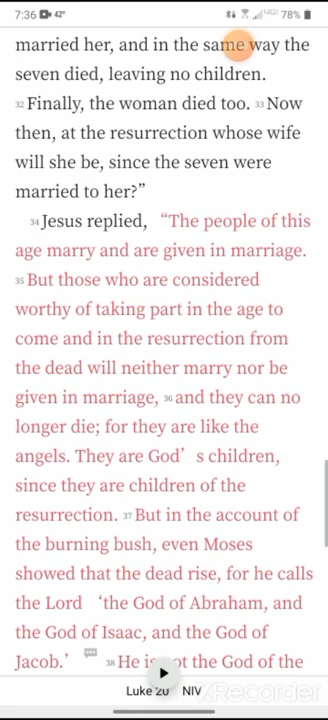 7:36 42° 78%
married her, and in the same way the
seven died, leaving no children.
32 Finally, the woman died too. 33 Now
then, at the resurrection whose wife
will she be, since the seven were
married to her?”
34 Jesus replied, “The people of this
age marry and are given in marriage.
35 But those who are considered
worthy of taking part in the age to
come and in the resurrection from
the dead will neither marry nor be
given in marriage, 36 and they can no
longer die; for they are like the
angels. They are God’s children,
since they are children of the
resurrection. 37 But in the account of
the burning bush, even Moses
showed that the dead rise, for he calls
the Lord ‘the God of Abraham, and
the God of Isaac, and the God of
Jacob.’ 38 He is not the God of the
Luke 20 NIV
XRecorder